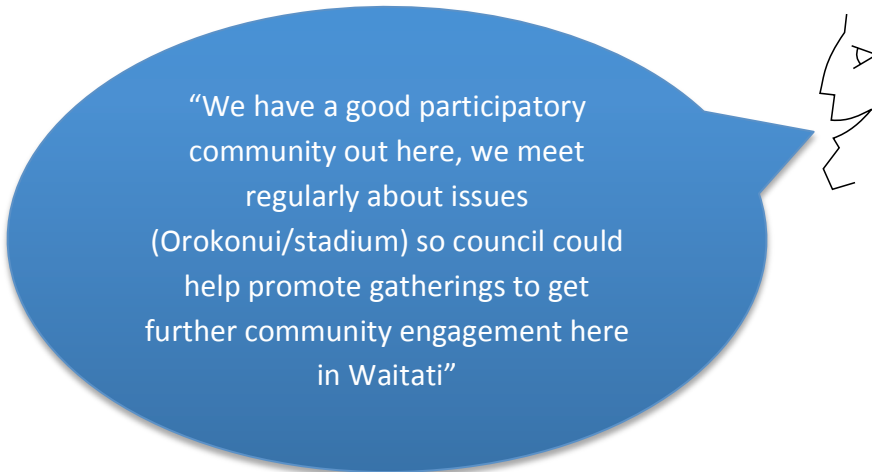 “We have a good participatory
community out here, we meet
regularly about issues
(Orokonui/stadium) so council could
help promote gatherings to get
further community engagement here
in Waitati”